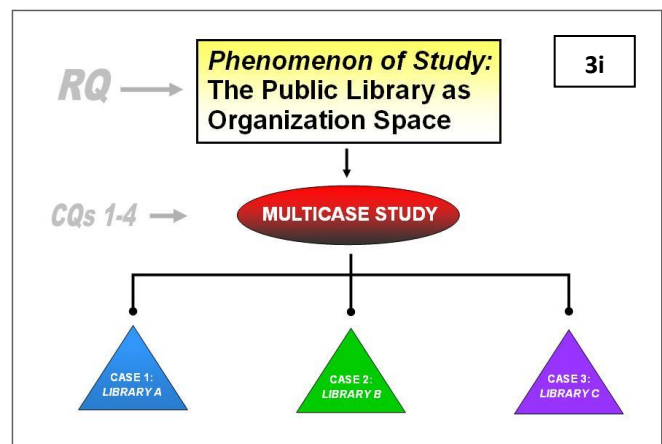 Phenomenon of Study:
The Public Library as
Organization Space
3i
RQ
CQs 1-4
MULTICASE STUDY
CASE 1:
LIBRARY A
CASE 2:
LIBRARY B
CASE 3:
LIBRARY C